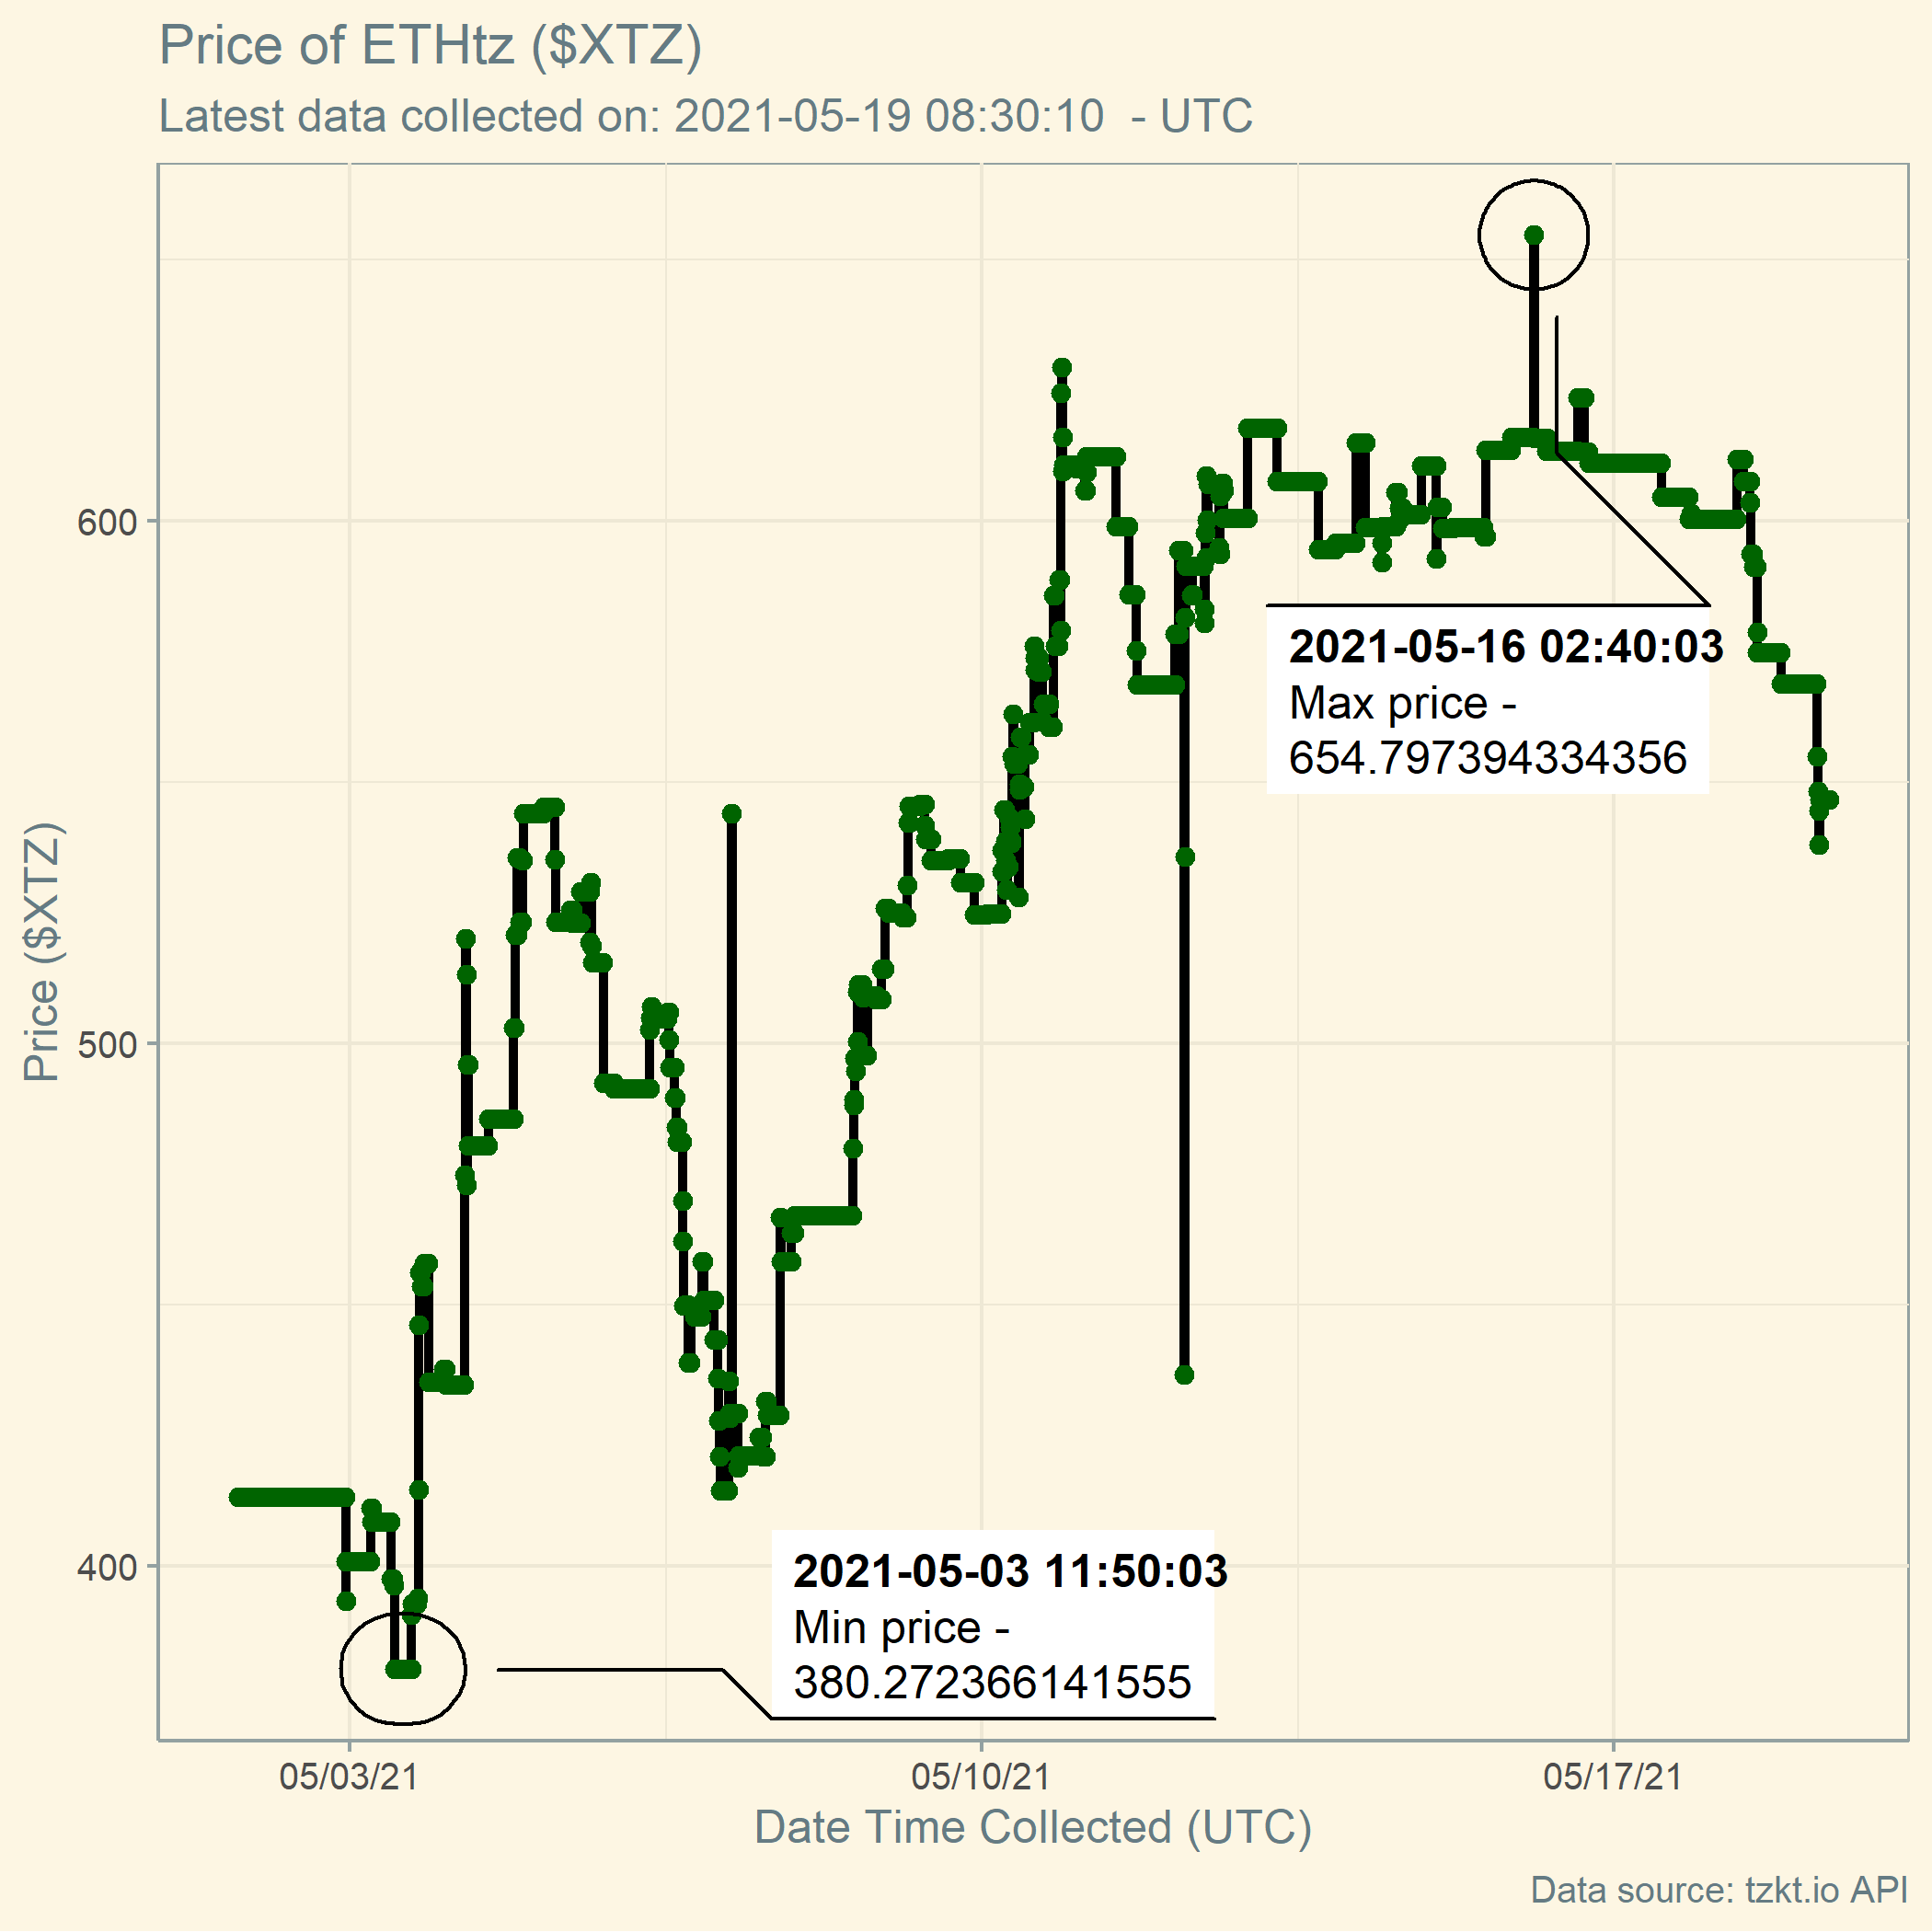 Price of ETHtz ($XTZ)
Latest data collected on: 2021-05-19 08:30:10  - UTC
Price ($XTZ)
600
500
400
2021-05-16 02:40:03
Max price -
654.797394334356
2021-05-03 11:50:03
Min price -
380.272366141555
05/03/21
05/10/21
05/17/21
Date Time Collected (UTC)
Data source: tzkt.io API